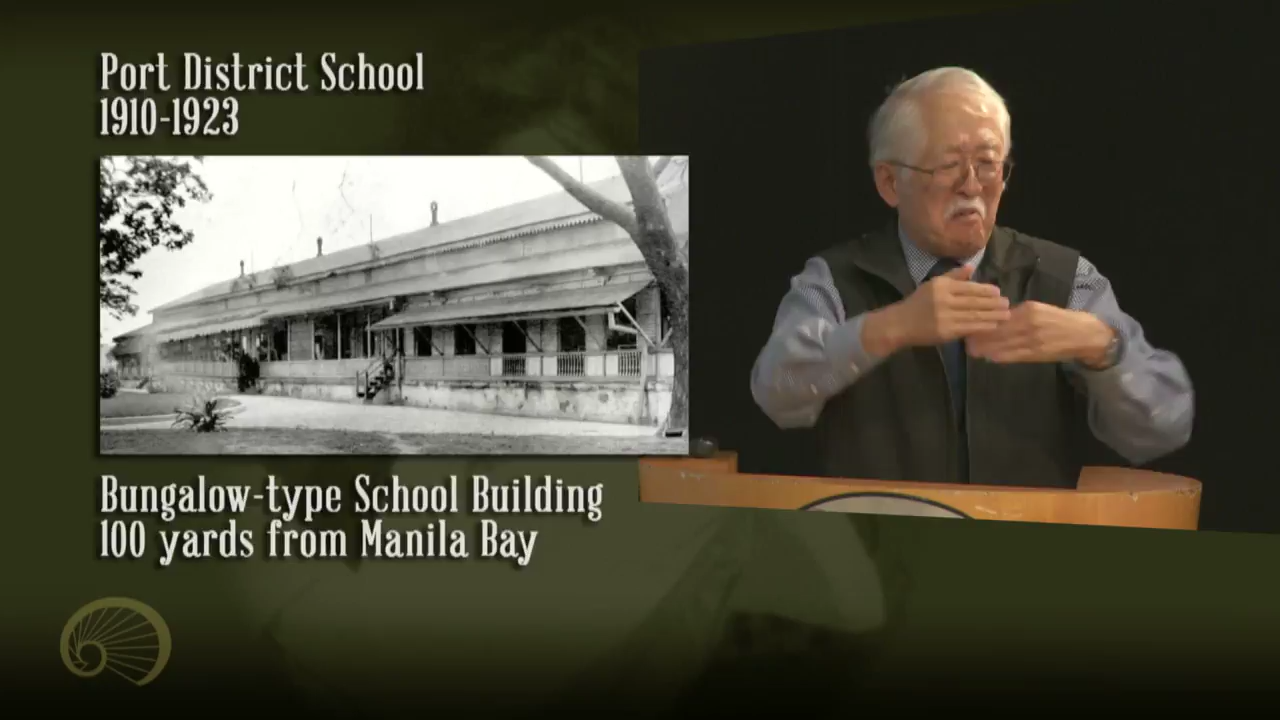 Port District School
1910-1923
Bungalow-type School Building
100 yards from Manila Bay